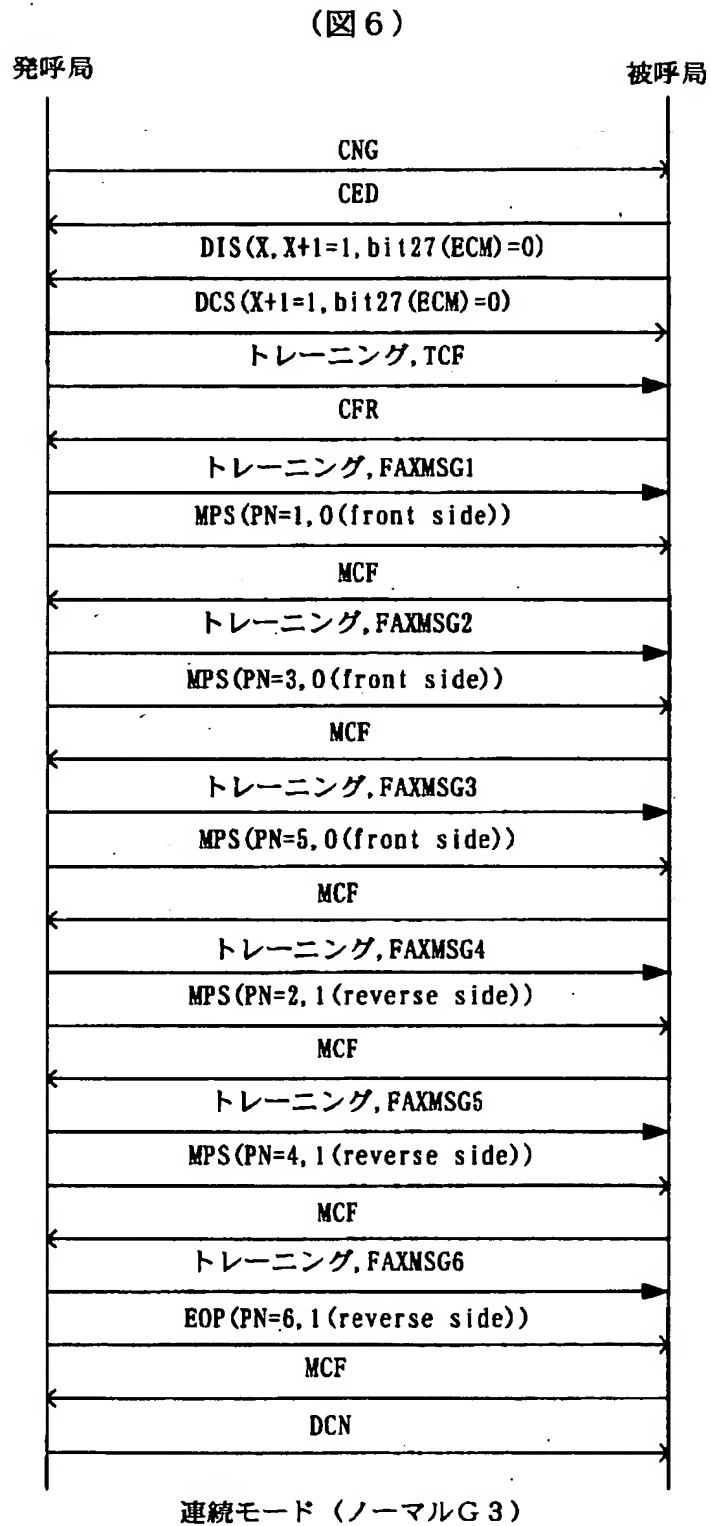 (図6)
発呼局
被呼局
CNG
CED
DIS(X,X+1=1,bit27(ECM)=0)
DCS(X+1=1,bit27(ECM)=0)
トレーニング,TCF
CFR
トレーニング,FAXMSG1
MPS(PN=1,0(front side))
MCF
トレーニング,FAXMSG2
MPS(PN=3,0(front side))
MCF
トレーニング,FAXMSG3
MPS(PN=5,0(front side))
MCF
トレーニング,FAXMSG4
MPS(PN=2,1(reverse side))
MCF
トレーニング,FAXMSG5
MPS(PN=4,1(reverse side))
MCF
トレーニング,FAXMSG6
EOP(PN=6,1(reverse side))
MCF
DCN
連続モード（ノーマルG3）